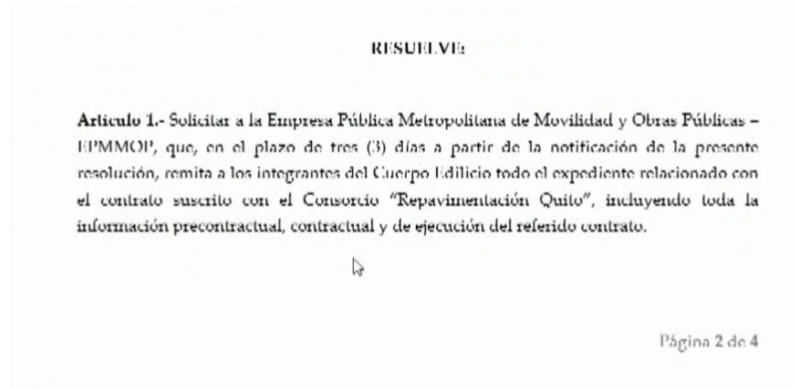 RESUELVE:
Artículo 1.- Solicitar a la Empresa Pública Metropolitana de Movilidad y Obras Públicas –
EPMMOP, que, en el plazo de tres (3) días a partir de la notificación de la presente
resolución, remita a los integrantes del Cuerpo Edilicio todo el expediente relacionado con
el contrato suscrito con el Consorcio "Repavimentación Quito", incluyendo toda la
información precontractual, contractual y de ejecución del referido contrato.
Página 2 de 4